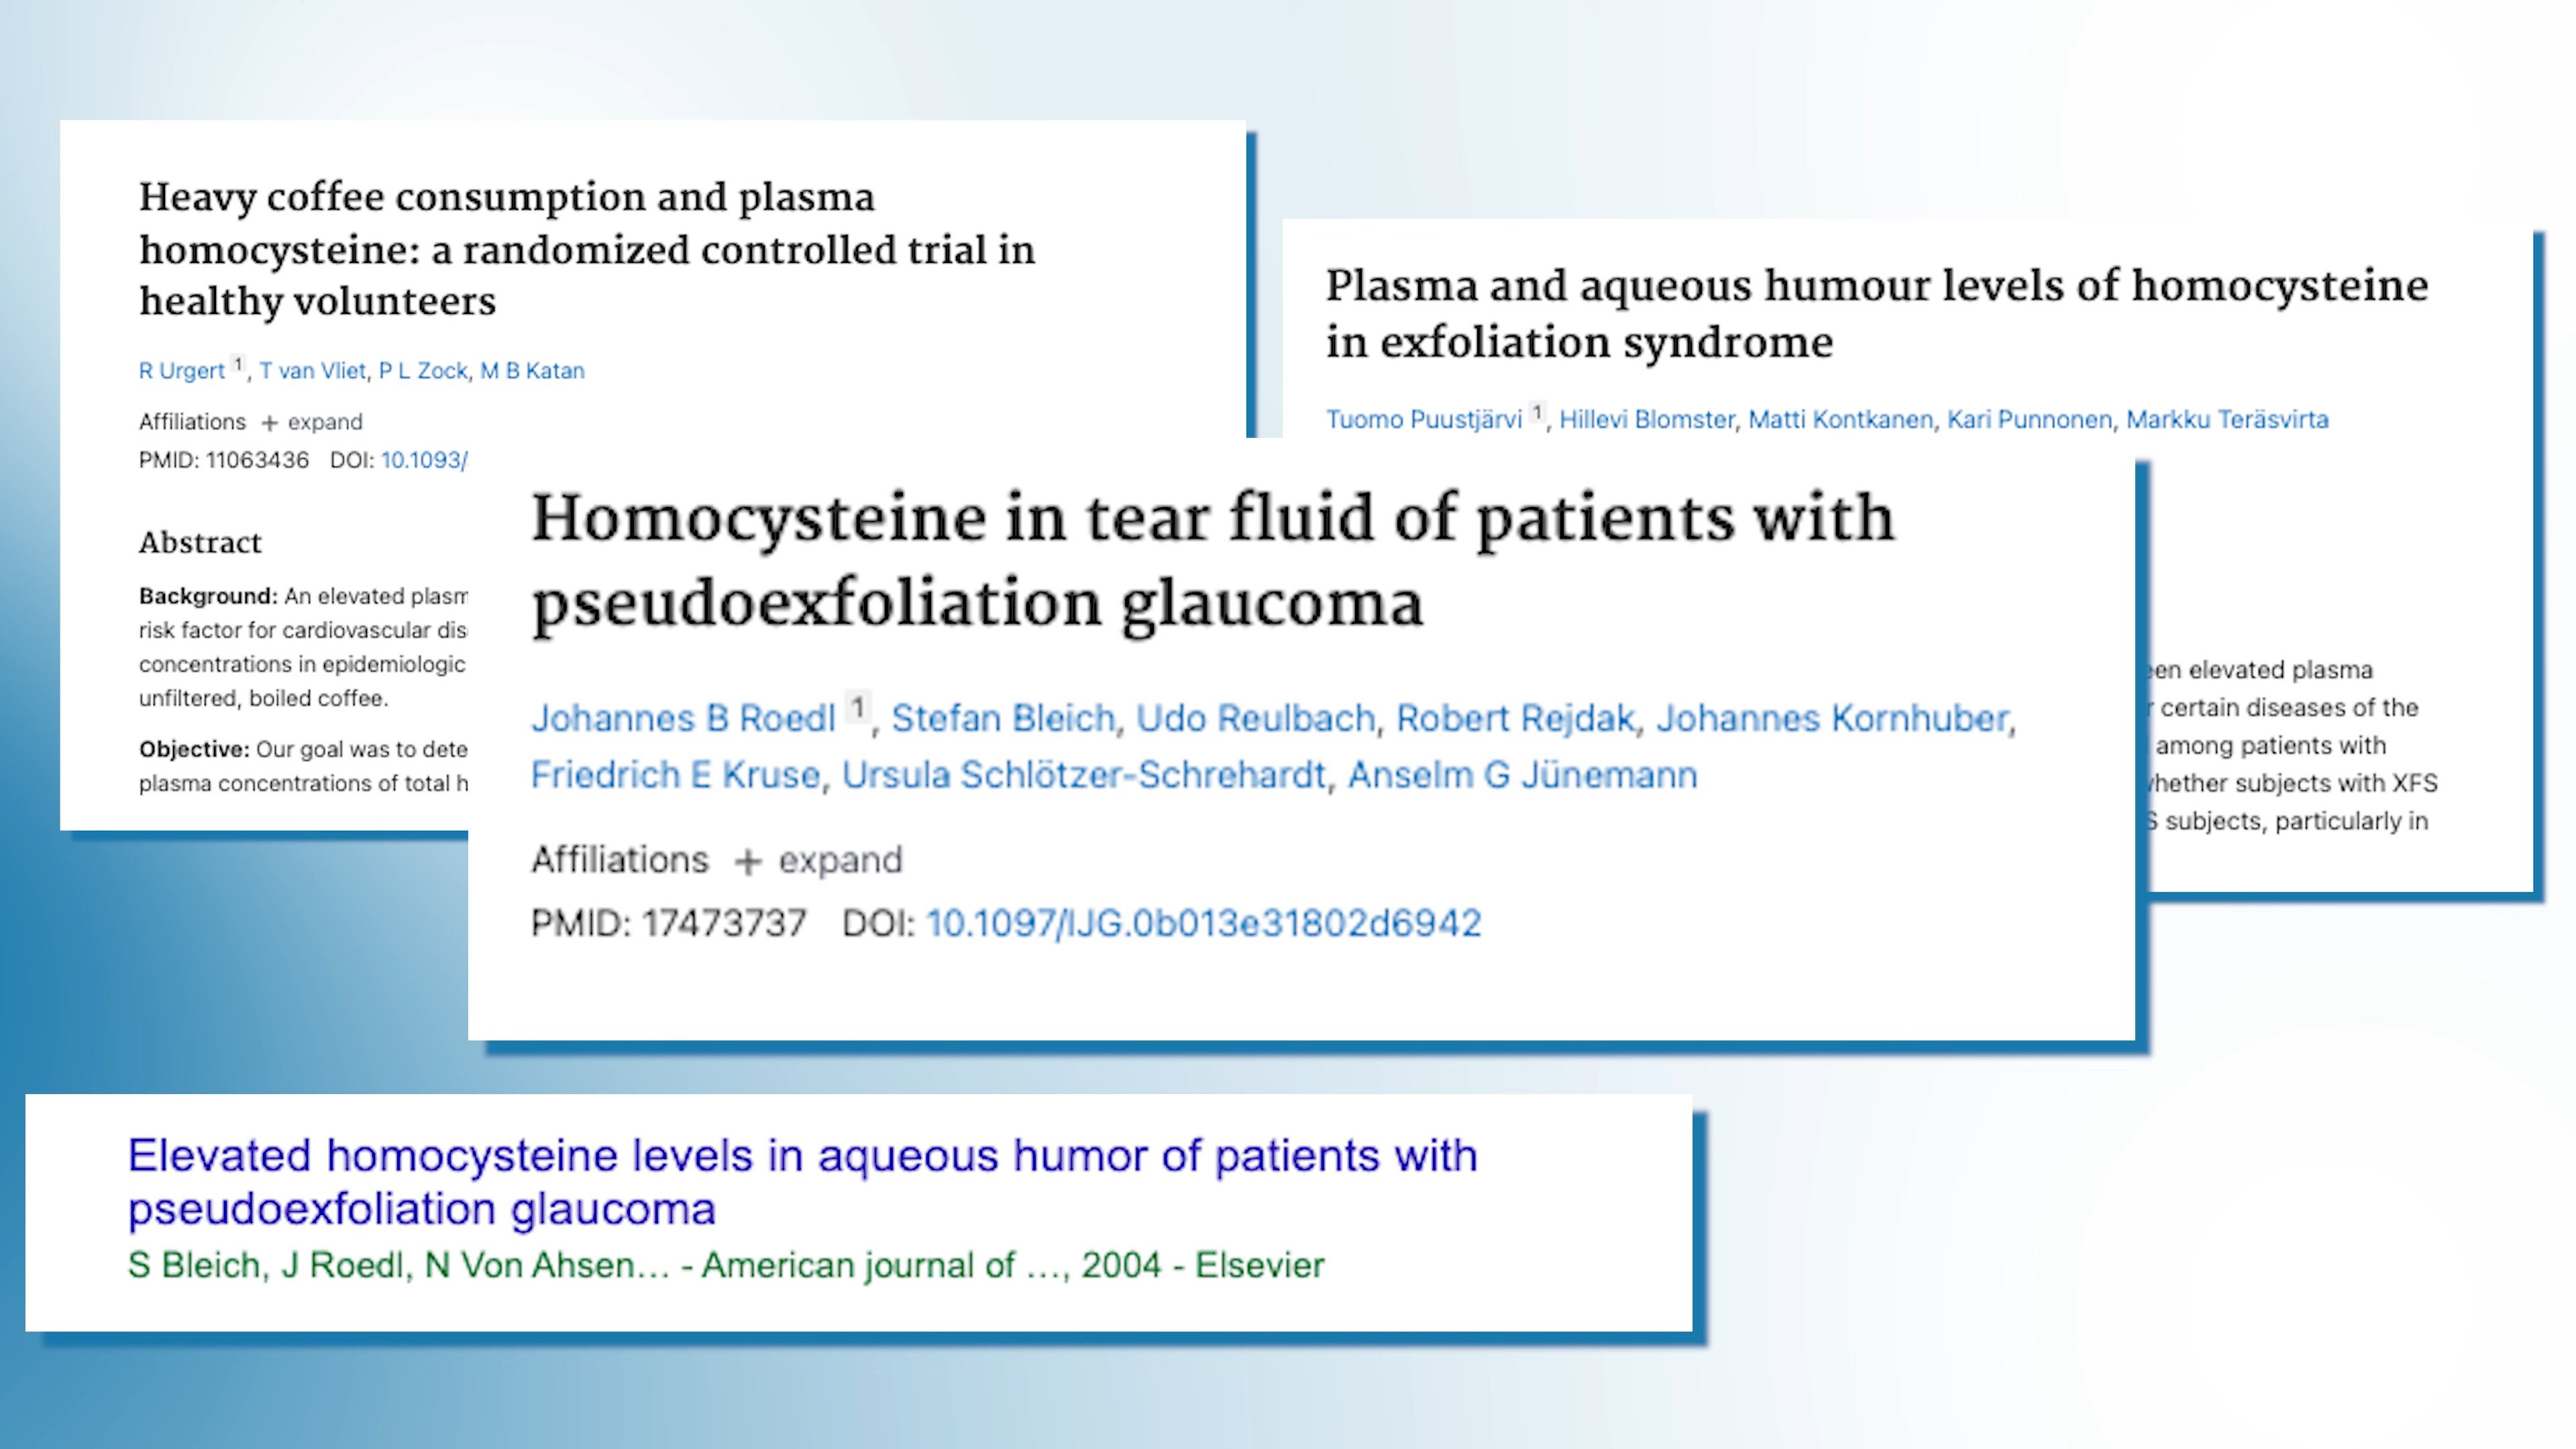 Heavy coffee consumption and plasma
homocysteine: a randomized controlled trial in
healthy volunteers
R Urgert 1, T van Vliet, P L Zock, M B Katan
Affiliations + expand
PMID: 11063436 DOI: 10.1093/
Abstract
Background: An elevated plasm
risk factor for cardiovascular dis
concentrations in epidemiologic
unfiltered, boiled coffee.
Objective: Our goal was to dete
plasma concentrations of total h
Plasma and aqueous humour levels of homocysteine
in exfoliation syndrome
Tuomo Puustjärvi 1, Hillevi Blomster, Matti Kontkanen, Kari Punnonen, Markku Teräsvirta
een elevated plasma
certain diseases of the
among patients with
whether subjects with XFS
S subjects, particularly in
Homocysteine in tear fluid of patients with
pseudoexfoliation glaucoma
Johannes B Roedl 1, Stefan Bleich, Udo Reulbach, Robert Rejdak, Johannes Kornhuber,
Friedrich E Kruse, Ursula Schlötzer-Schrehardt, Anselm G Jünemann
Affiliations + expand
PMID: 17473737 DOI: 10.1097/IJG.0b013e31802d6942
Elevated homocysteine levels in aqueous humor of patients with
pseudoexfoliation glaucoma
S Bleich, J Roedl, N Von Ahsen… - American journal of …, 2004 - Elsevier